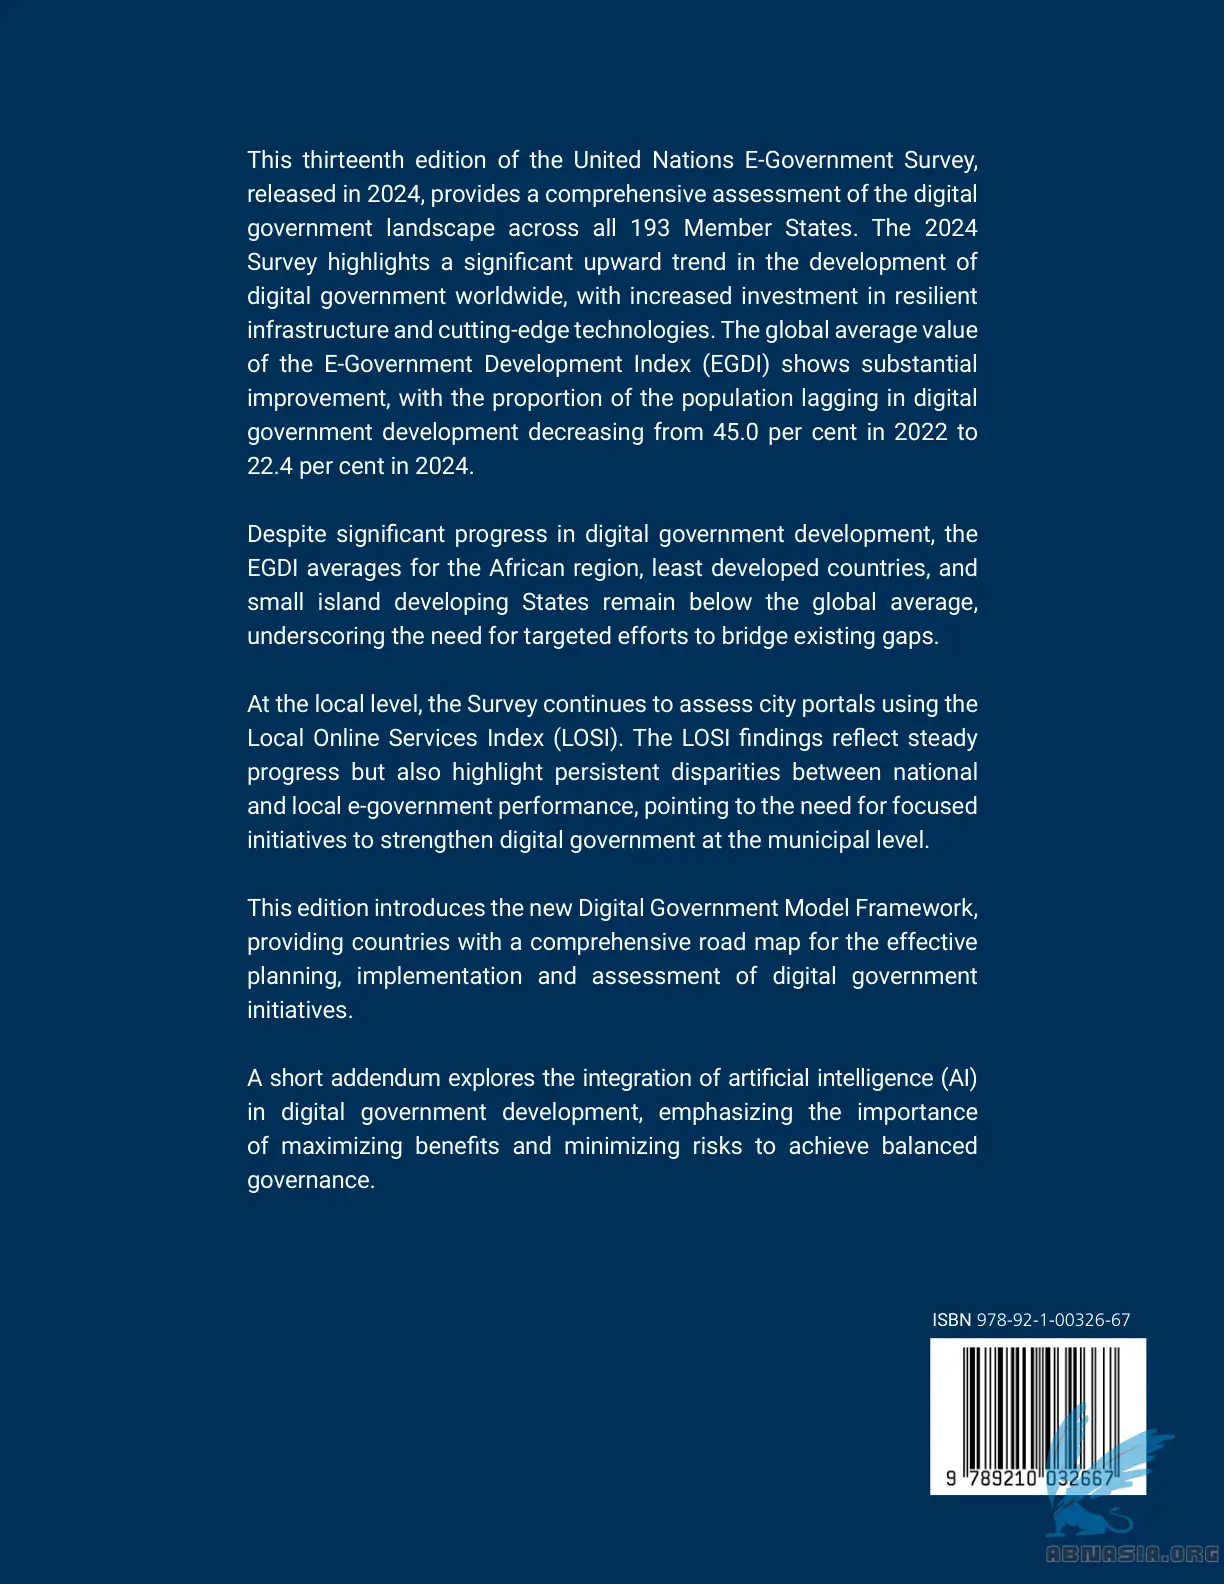 This thirteenth edition of the United Nations E-Government Survey,
released in 2024, provides a comprehensive assessment of the digital
government landscape across all 193 Member States. The 2024
Survey highlights a significant upward trend in the development of
digital government worldwide, with increased investment in resilient
infrastructure and cutting-edge technologies. The global average value
of the E-Government Development Index (EGDI) shows substantial
improvement, with the proportion of the population lagging in digital
government development decreasing from 45.0 per cent in 2022 to
22.4 per cent in 2024.
Despite significant progress in digital government development, the
EGDI averages for the African region, least developed countries, and
small island developing States remain below the global average,
underscoring the need for targeted efforts to bridge existing gaps.
At the local level, the Survey continues to assess city portals using the
Local Online Services Index (LOSI). The LOSI findings reflect steady
progress but also highlight persistent disparities between national
and local e-government performance, pointing to the need for focused
initiatives to strengthen digital government at the municipal level.
This edition introduces the new Digital Government Model Framework,
providing countries with a comprehensive road map for the effective
planning, implementation and assessment of digital government
initiatives.
A short addendum explores the integration of artificial intelligence (AI)
in digital government development, emphasizing the importance
of maximizing benefits and minimizing risks to achieve balanced
governance.
ISBN 978-92-1-00326-67
9 789210 032667
ABNASIA.ORG